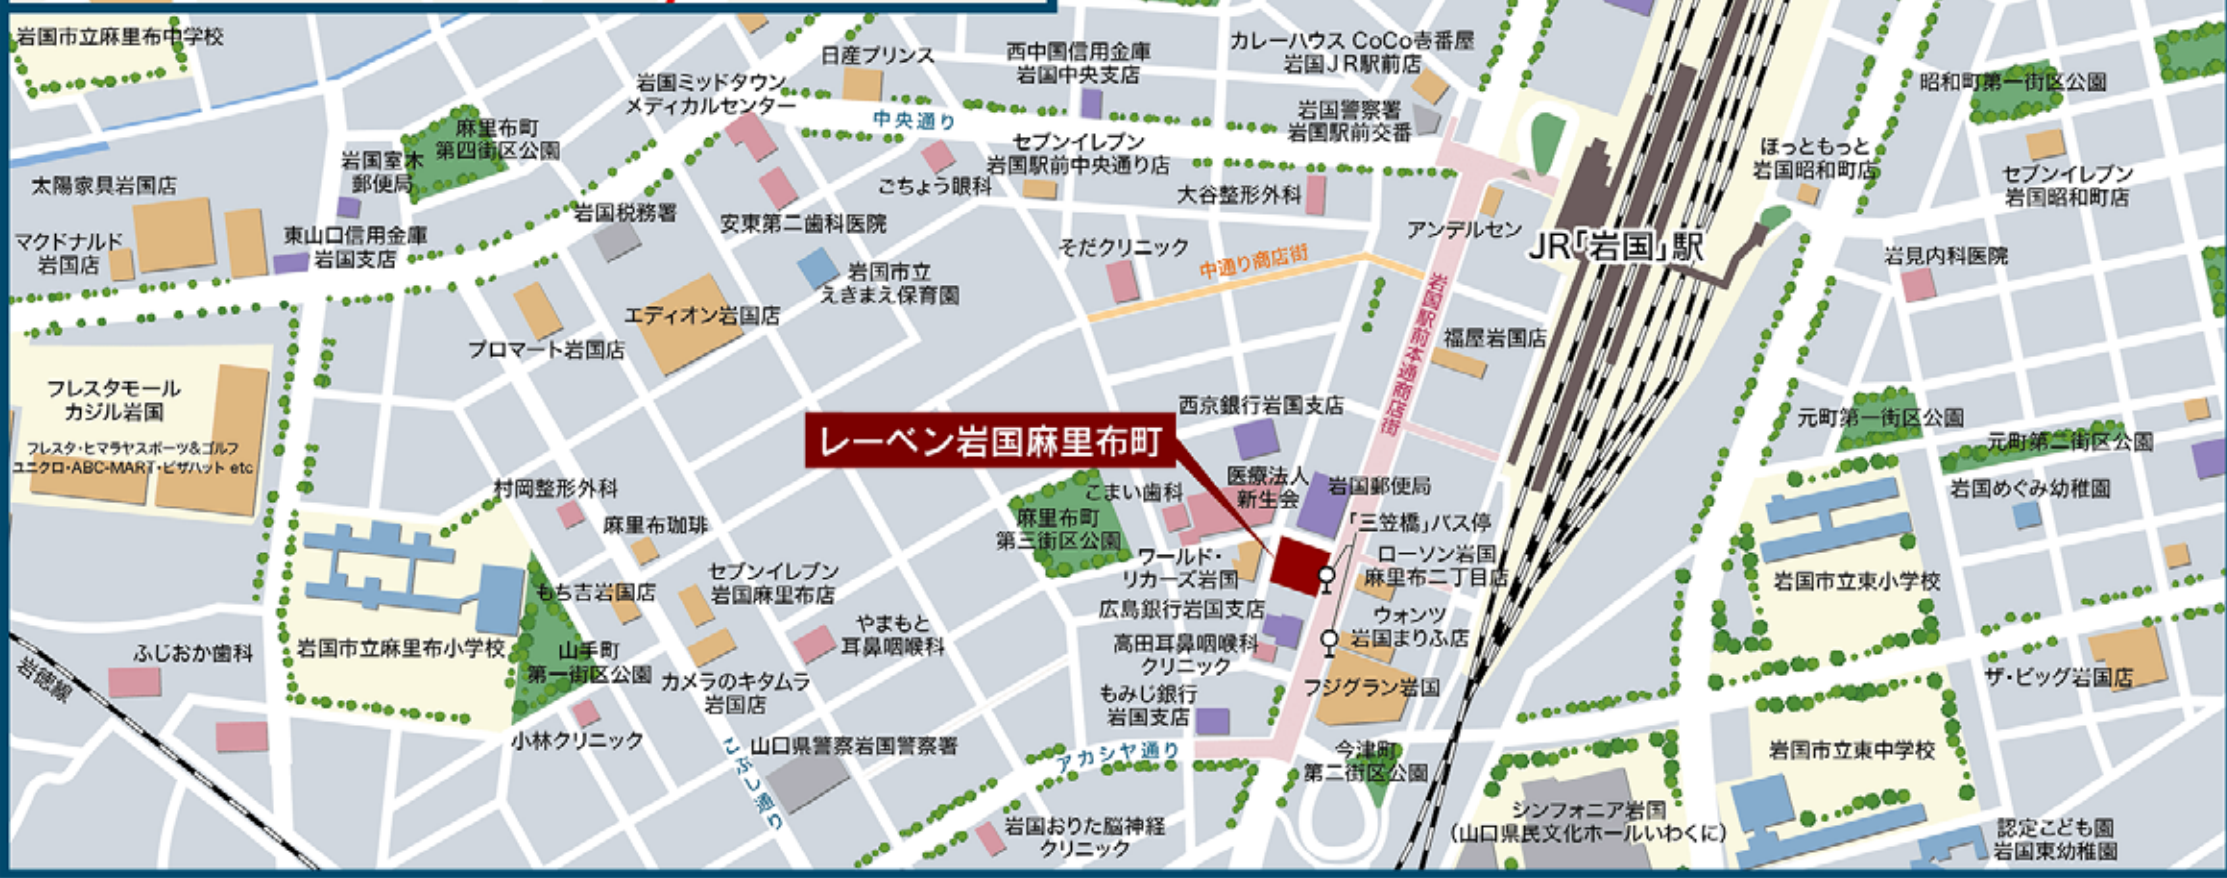 岩国市立麻里布中学校
日産プリンス
西中国信用金庫
岩国中央支店
カレーハウス CoCo壱番屋
岩国JR駅前店
岩国ミッドタウン
メディカルセンター
昭和町第一街区公園
麻里布町
第四街区公園
中央通り
岩国警察署
岩国駅前交番
岩国室木
郵便局
セブンイレブン
岩国駅前中央通り店
ほっともっと
岩国昭和町店
太陽家具岩国店
ごちょう眼科
大谷整形外科
セブンイレブン
岩国昭和町店
岩国税務署
安東第二歯科医院
アンデルセン
マクドナルド
岩国店
東山口信用金庫
岩国支店
そだクリニック
JR「岩国」駅
岩見内科医院
中通り商店街
岩国市立
えきまえ保育園
エディオン岩国店
岩国駅前本通商店街
プロマート岩国店
福屋岩国店
フレスタモール
カジル岩国
フレスタ・ヒマラヤスポーツ&ゴルフ
ユニクロ・ABC-MART・ピザハット etc
西京銀行岩国支店
元町第一街区公園
レーベン岩国麻里布町
元町第二街区公園
村岡整形外科
こまい歯科
医療法人
新生会
岩国郵便局
岩国めぐみ幼稚園
麻里布珈琲
麻里布町
第三街区公園
「三笠橋」バス停
ワールド・
リカーズ岩国
ローソン岩国
麻里布二丁目店
もち吉岩国店
セブンイレブン
岩国麻里布店
岩国市立東小学校
広島銀行岩国支店
ウォンツ
岩国まりふ店
岩国市立麻里布小学校
やまもと
耳鼻咽喉科
高田耳鼻咽喉科
クリニック
ふじおか歯科
山手町
第一街区公園
岩徳線
カメラのキタムラ
岩国店
フジグラン岩国
ザ・ビッグ岩国店
もみじ銀行
岩国支店
小林クリニック
こぶし通り
山口県警察岩国警察署
アカシヤ通り
今津町
第二街区公園
岩国市立東中学校
シンフォニア岩国
(山口県民文化ホールいわくに)
岩国おりた脳神経
クリニック
認定こども園
岩国東幼稚園